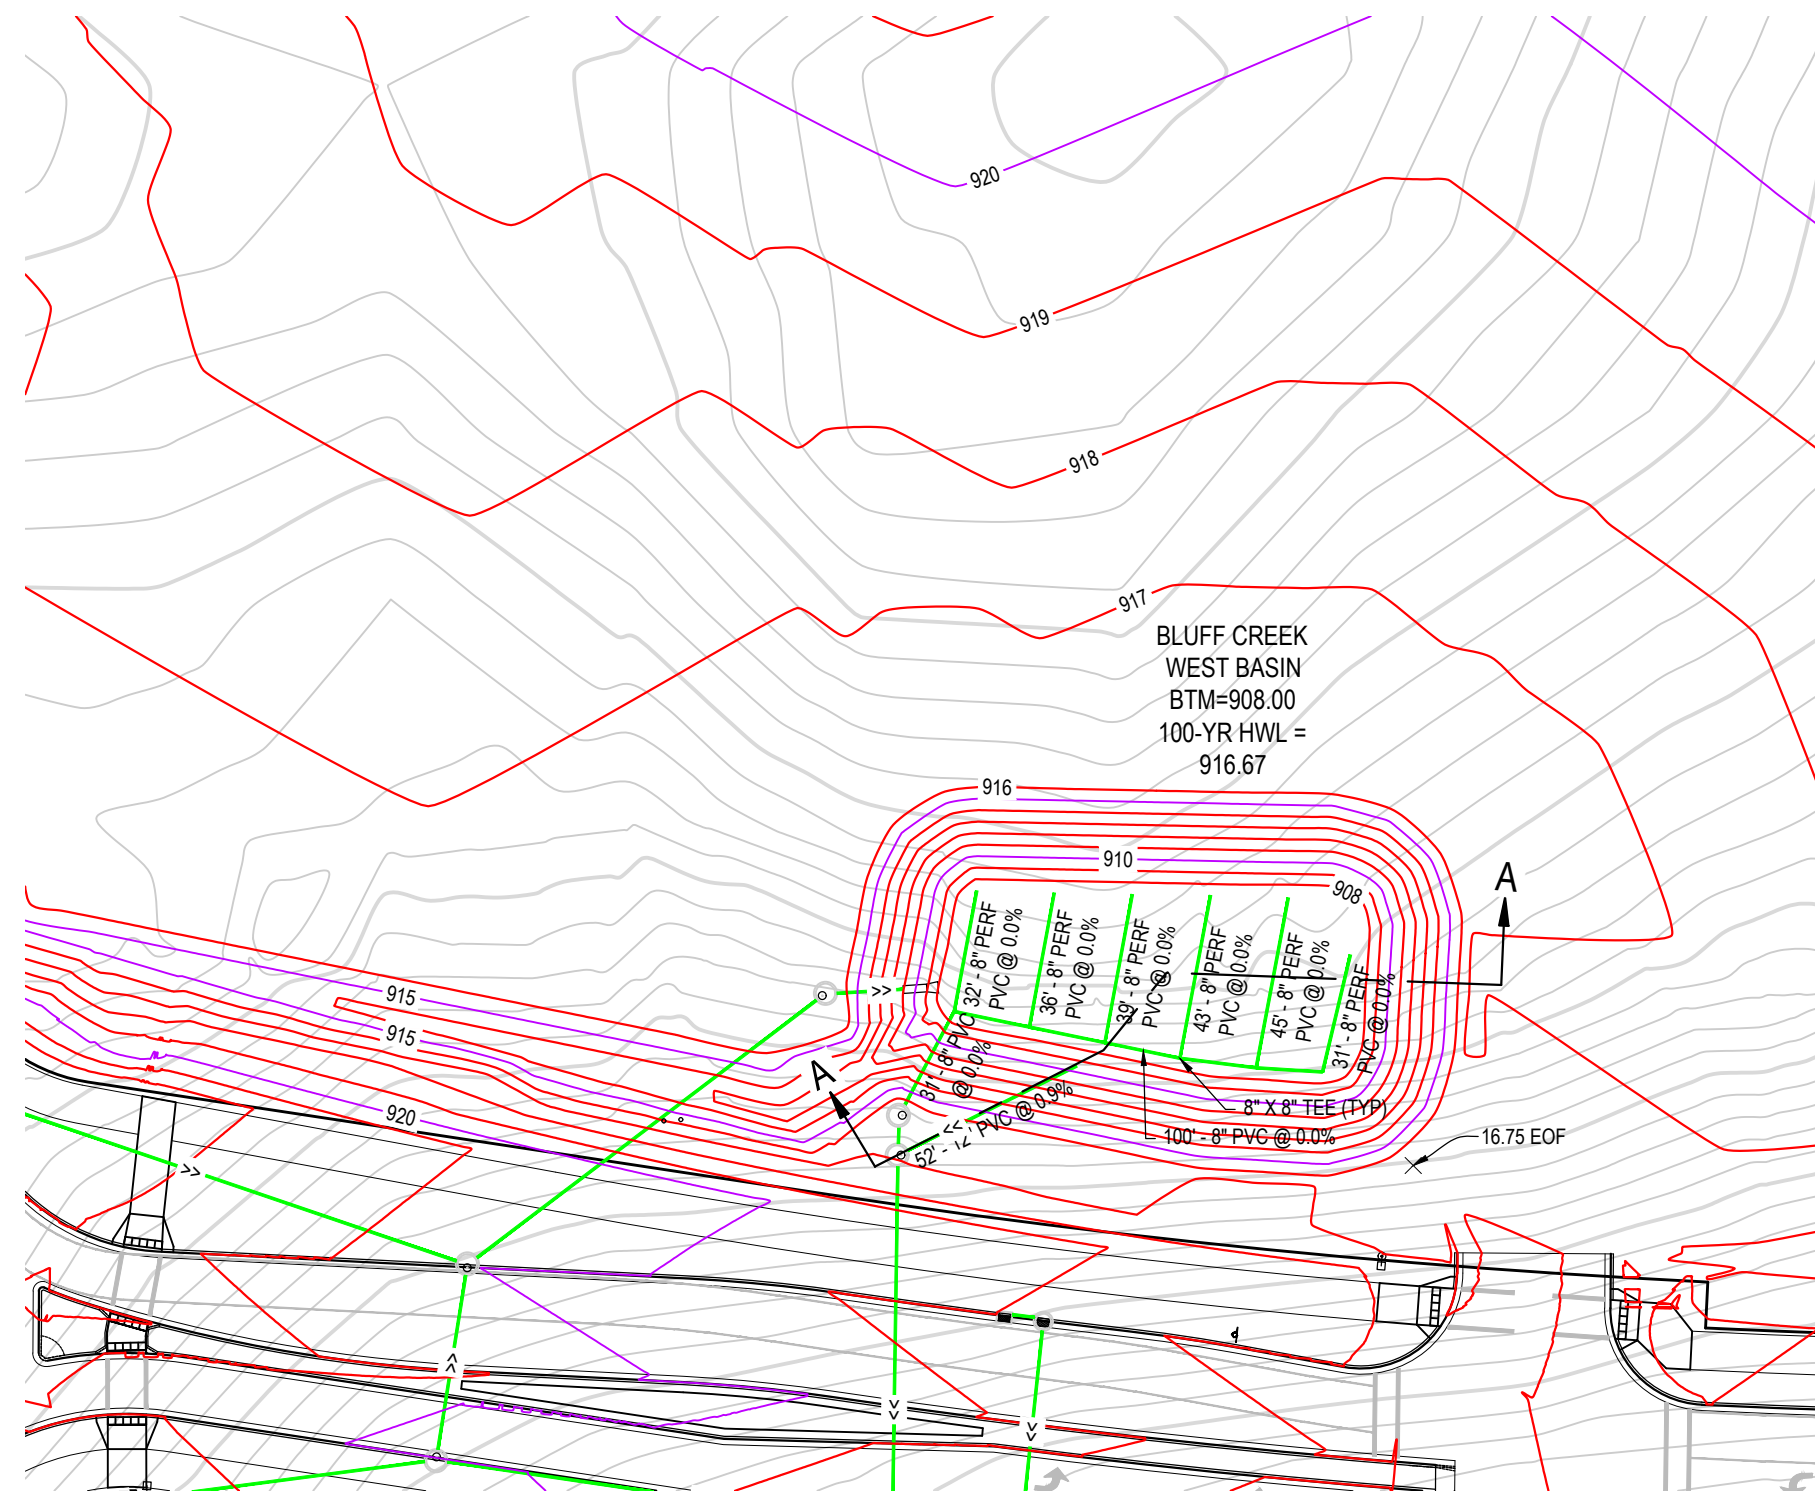 920
919
918
917
BLUFF CREEK
WEST BASIN
BTM=908.00
100-YR HWL =
916.67
916
910
908
A
32' - 8" PERF
PVC @ 0.0%
36' - 8" PERF
PVC @ 0.0%
39' - 8" PERF
PVC @ 0.0%
43' - 8" PERF
PVC @ 0.0%
45' - 8" PERF
PVC @ 0.0%
31' - 8" PERF
PVC @ 0.0%
>>
915
915
31' - 8" PVC
@ 0.0%
A
920
<<
52' - 12" PVC @ 0.9%
8" X 8" TEE (TYP)
100' - 8" PVC @ 0.0%
16.75 EOF
>>
>>
>>
>>